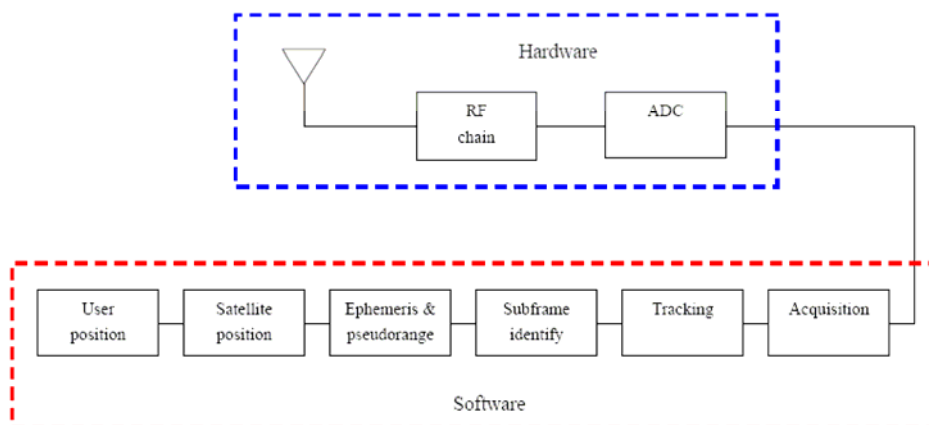 Hardware
RF
chain
ADC
User
position
Satellite
position
Ephemeris &
pseudorange
Subframe
identify
Tracking
Acquisition
Software